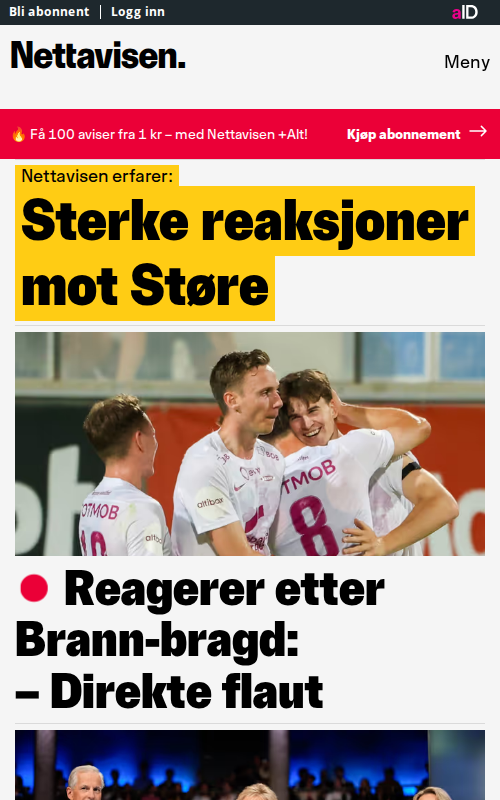 Bli abonnent | Logg inn
aID
Nettavisen.
Meny
🔥 Få 100 aviser fra 1 kr – med Nettavisen +Alt!
Kjøp abonnement →
Nettavisen erfarer:
Sterke reaksjoner
mot Støre
altibox
OTMOB
altibox
OTMOB
8
Reagerer etter
Brann-bragd:
– Direkte flaut